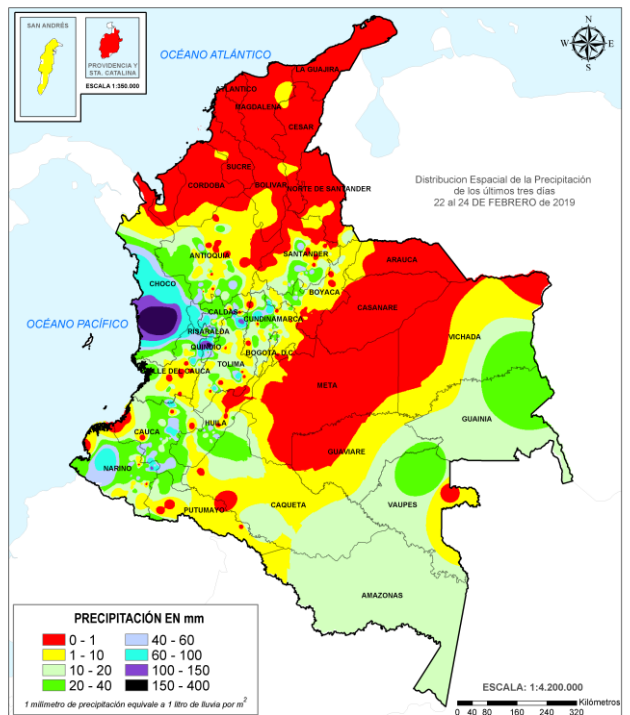 SAN ANDRÉS
PROVIDENCIA Y
STA. CATALINA
ESCALA 1:350.000
OCÉANO ATLÁNTICO
N
W E
S
LA GUAJIRA
ATLANTICO
MAGDALENA
CESAR
SUCRE
CORDOBA
BOLIVAR
NORTE DE SANTANDER
Distribucion Espacial de la Precipitación
de los últimos tres días
22 al 24 DE FEBRERO de 2019
ANTIOQUIA
SANTANDER
ARAUCA
CHOCO
BOYACA
CASANARE
OCÉANO PACÍFICO
CALDAS
CUNDINAMARCA
RISARALDA
VICHADA
QUINDIO
BOGOTA, D.C.
VALLE DEL CAUCA
TOLIMA
META
GUAINIA
CAUCA
HUILA
GUAVIARE
NARIÑO
CAQUETA
VAUPES
PUTUMAYO
AMAZONAS
PRECIPITACIÓN EN mm
0 - 1 40 - 60
1 - 10 60 - 100
10 - 20 100 - 150
20 - 40 150 - 400
1 milimetro de precipitación equivale a 1 litro de lluvia por m²
ESCALA: 1:4.200.000
Kilómetros
0 40 80 160 240 320